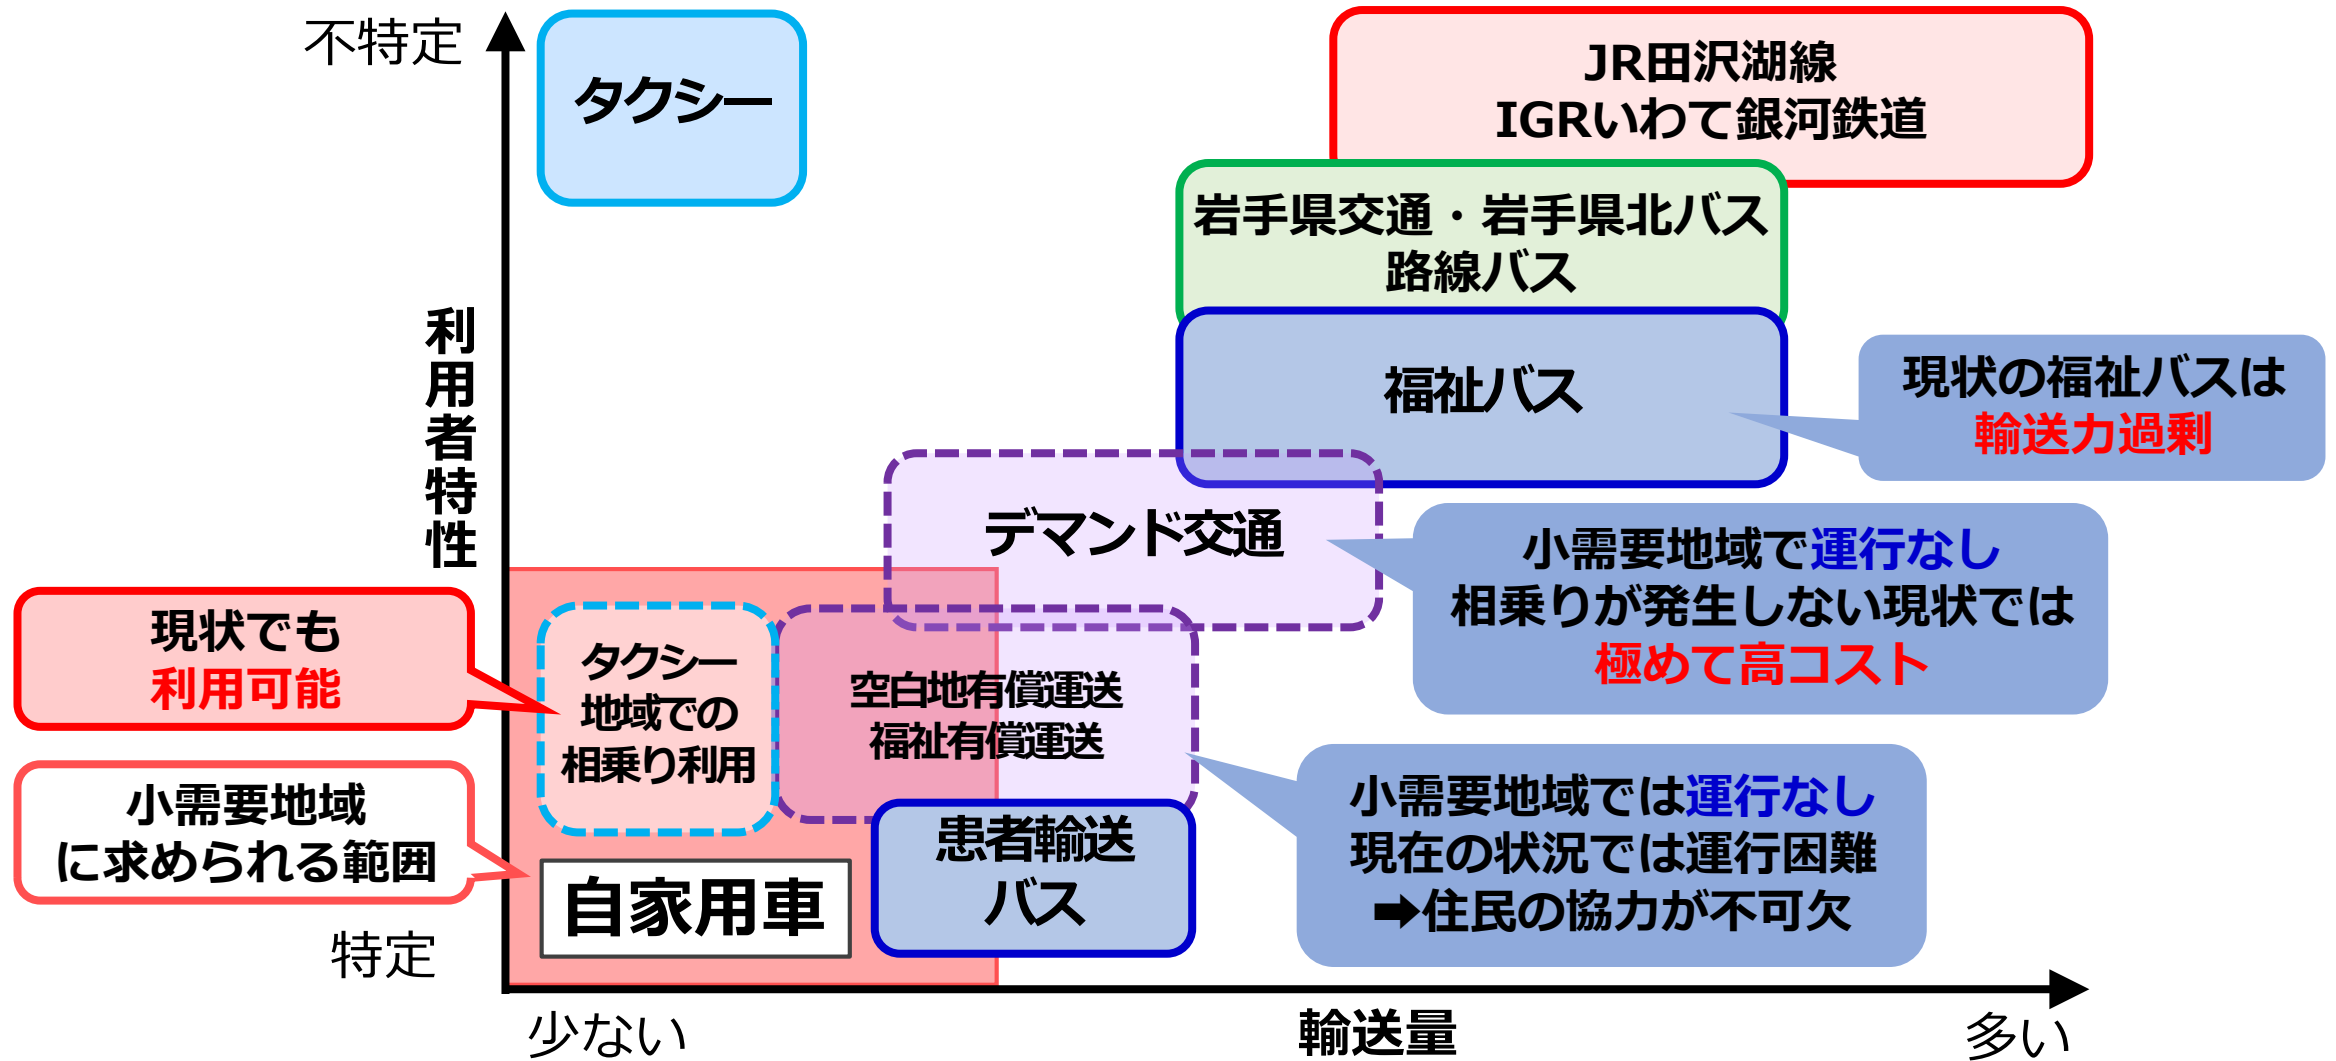 不特定
タクシー
JR田沢湖線
IGRいわて銀河鉄道
岩手県交通・岩手県北バス
路線バス
利用者特性
福祉バス
現状の福祉バスは
輸送力過剰
デマンド交通
小需要地域で運行なし
相乗りが発生しない現状では
極めて高コスト
現状でも
利用可能
タクシー
地域での
相乗り利用
空白地有償運送
福祉有償運送
小需要地域では運行なし
現在の状況では運行困難
➡住民の協力が不可欠
小需要地域
に求められる範囲
患者輸送
バス
自家用車
特定
少ない
輸送量
多い